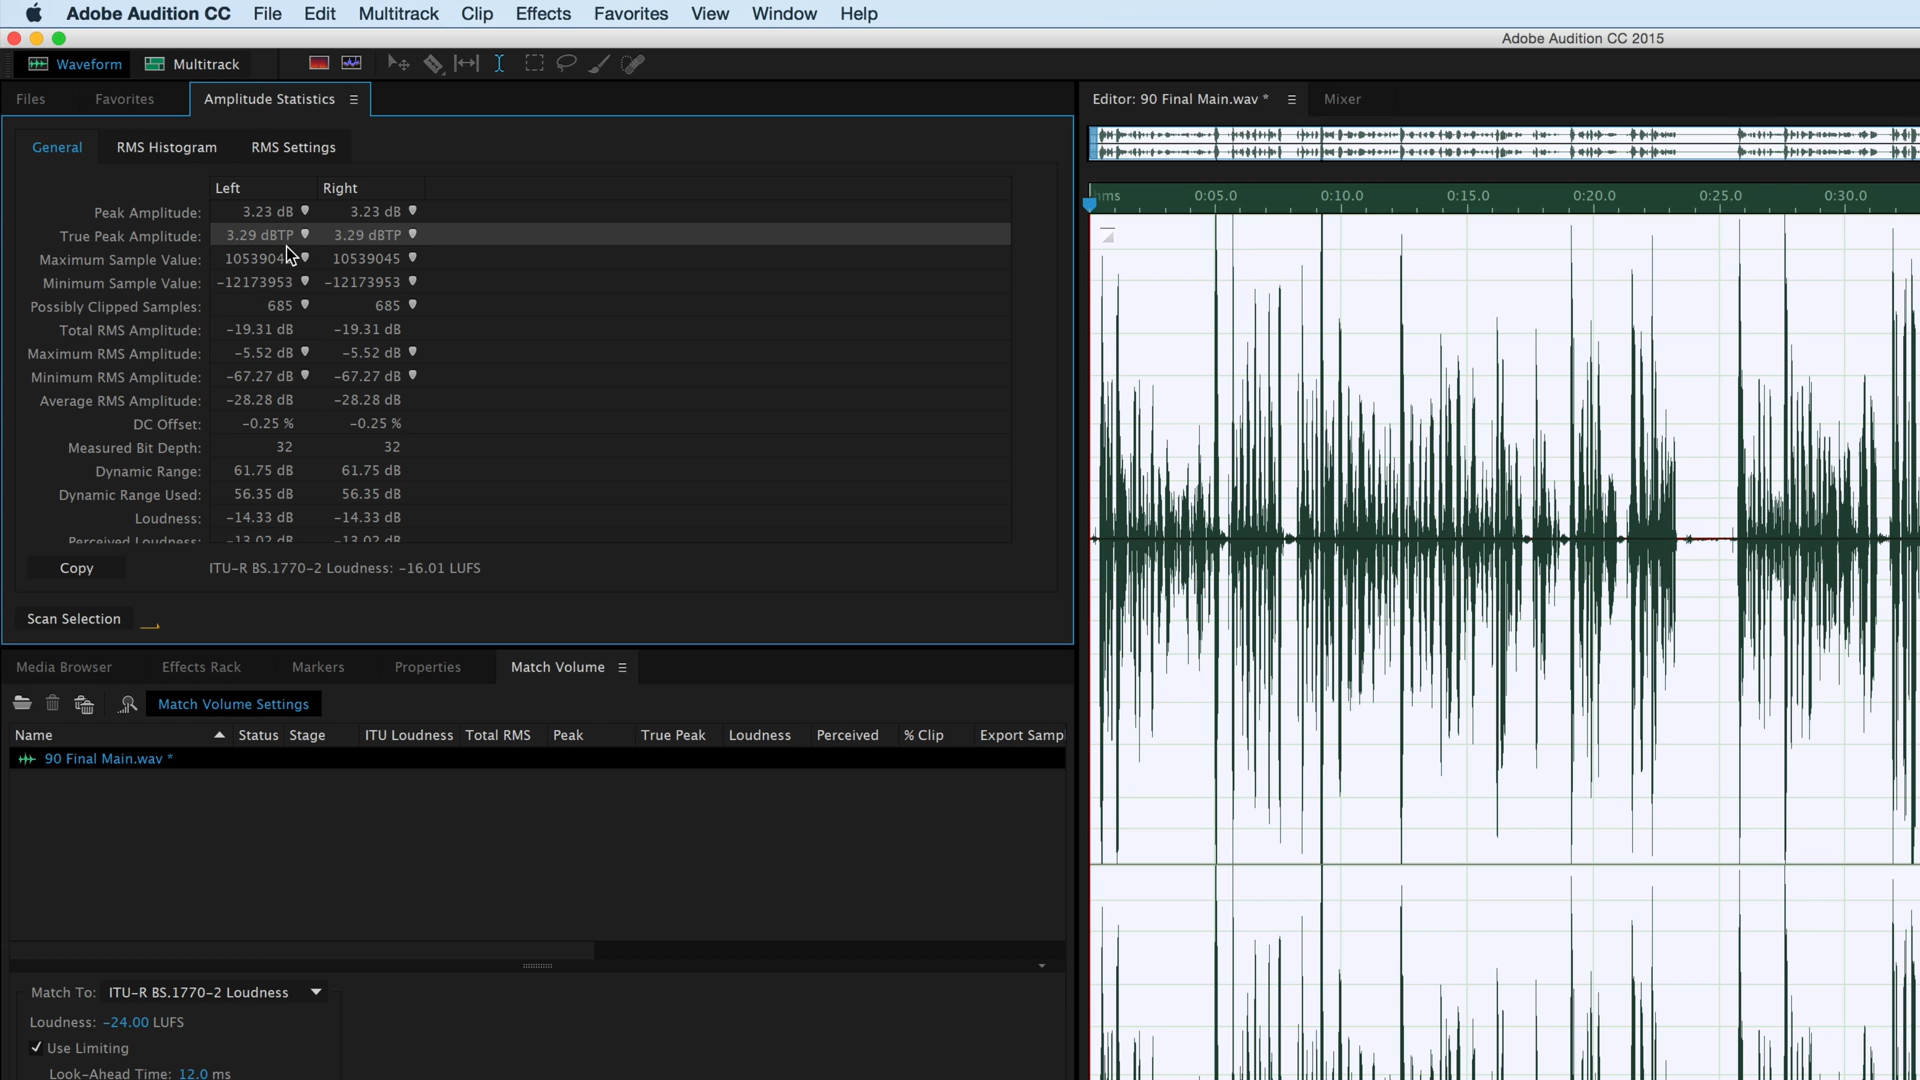 Adobe Audition CC File Edit Multitrack Clip Effects Favorites View Window Help
Adobe Audition CC 2015
Waveform Multitrack
Files Favorites Amplitude Statistics
General RMS Histogram RMS Settings
Left Right
Peak Amplitude: 3.23 dB 3.23 dB
True Peak Amplitude: 3.29 dBTP 3.29 dBTP
Maximum Sample Value: 10539045
Minimum Sample Value: -12173953 -12173953
Possibly Clipped Samples: 685 685
Total RMS Amplitude: -19.31 dB -19.31 dB
Maximum RMS Amplitude: -5.52 dB -5.52 dB
Minimum RMS Amplitude: -67.27 dB -67.27 dB
Average RMS Amplitude: -28.28 dB -28.28 dB
DC Offset: -0.25 % -0.25 %
Measured Bit Depth: 32 32
Dynamic Range: 61.75 dB 61.75 dB
Dynamic Range Used: 56.35 dB 56.35 dB
Loudness: -14.33 dB -14.33 dB
Perceived Loudness: -13.02 dB -13.02 dB
Copy ITU-R BS.1770-2 Loudness: -16.01 LUFS
Scan Selection
Media Browser Effects Rack Markers Properties Match Volume
Match Volume Settings
Name Status Stage ITU Loudness Total RMS Peak True Peak Loudness Perceived % Clip Export Sampl
90 Final Main.wav *
Match To: ITU-R BS.1770-2 Loudness
Loudness: -24.00 LUFS
Use Limiting
Look-Ahead Time: 12.0 ms
Editor: 90 Final Main.wav * Mixer
hms 0:05.0 0:10.0 0:15.0 0:20.0 0:25.0 0:30.0